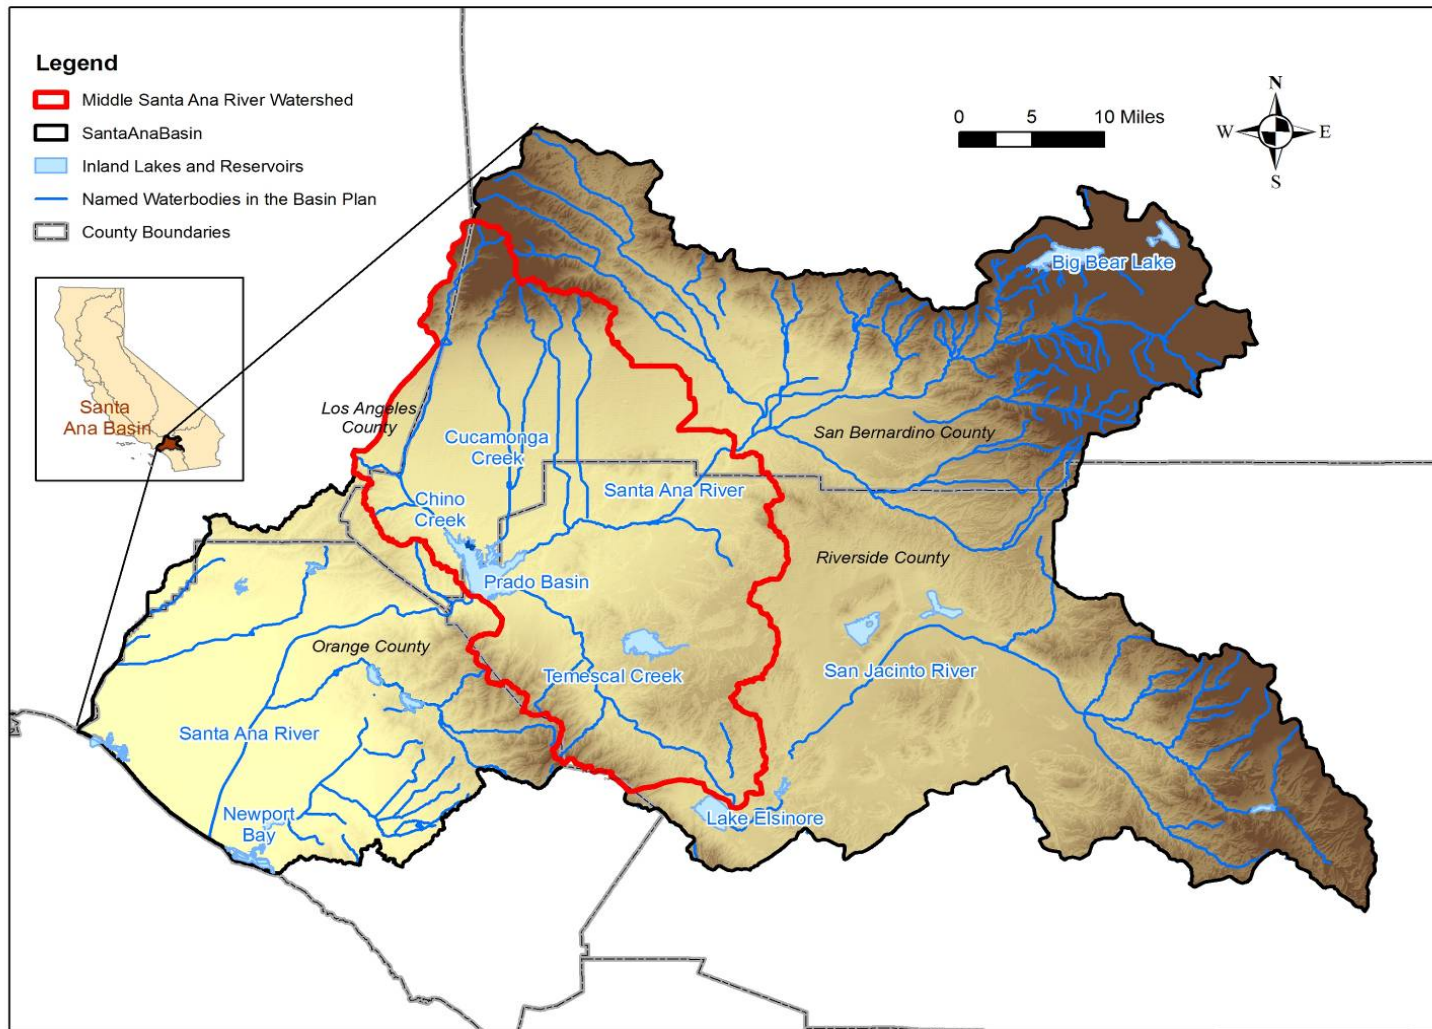 Legend
Middle Santa Ana River Watershed
SantaAnaBasin
Inland Lakes and Reservoirs
Named Waterbodies in the Basin Plan
County Boundaries
0 5 10 Miles
N
W E
S
Santa
Ana Basin
Big Bear Lake
Los Angeles
County
San Bernardino County
Cucamonga
Creek
Santa Ana River
Chino
Creek
Riverside County
Prado Basin
Orange County
Temescal Creek
San Jacinto River
Santa Ana River
Newport
Bay
Lake Elsinore